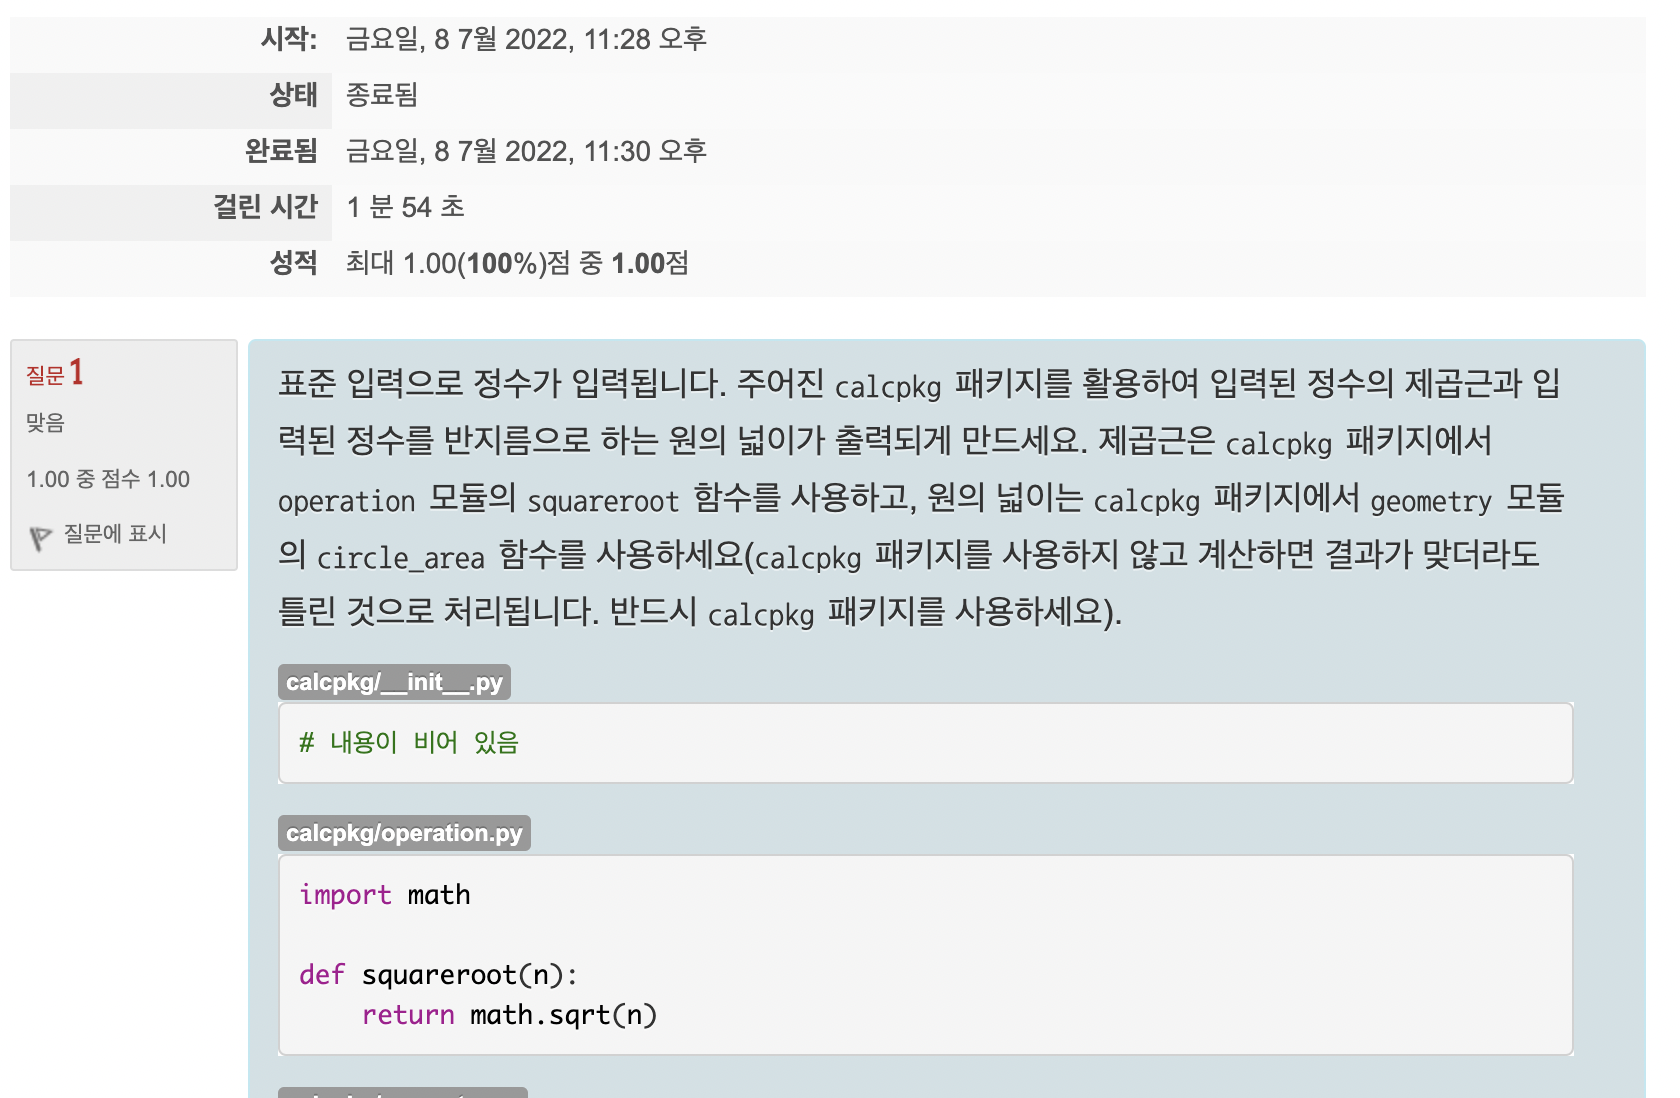 시작: 금요일, 8 7월 2022, 11:28 오후
상태 종료됨
완료됨 금요일, 8 7월 2022, 11:30 오후
걸린 시간 1 분 54 초
성적 최대 1.00(100%)점 중 1.00점
질문 1
맞음
1.00 중 점수 1.00
질문에 표시
표준 입력으로 정수가 입력됩니다. 주어진 calcpkg 패키지를 활용하여 입력된 정수의 제곱근과 입
력된 정수를 반지름으로 하는 원의 넓이가 출력되게 만드세요. 제곱근은 calcpkg 패키지에서
operation 모듈의 squareroot 함수를 사용하고, 원의 넓이는 calcpkg 패키지에서 geometry 모듈
의 circle_area 함수를 사용하세요(calcpkg 패키지를 사용하지 않고 계산하면 결과가 맞더라도
틀린 것으로 처리됩니다. 반드시 calcpkg 패키지를 사용하세요).
calcpkg/__init__.py
# 내용이 비어 있음
calcpkg/operation.py
import math
def squareroot(n):
    return math.sqrt(n)